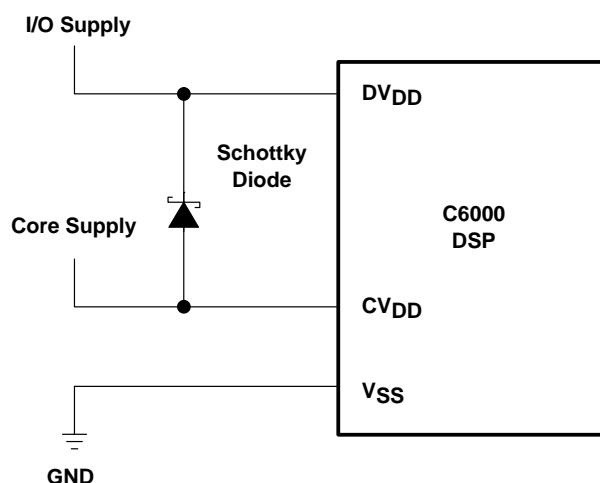 I/O Supply
DVDD
Schottky
Diode
C6000
DSP
Core Supply
CVDD
VSS
GND